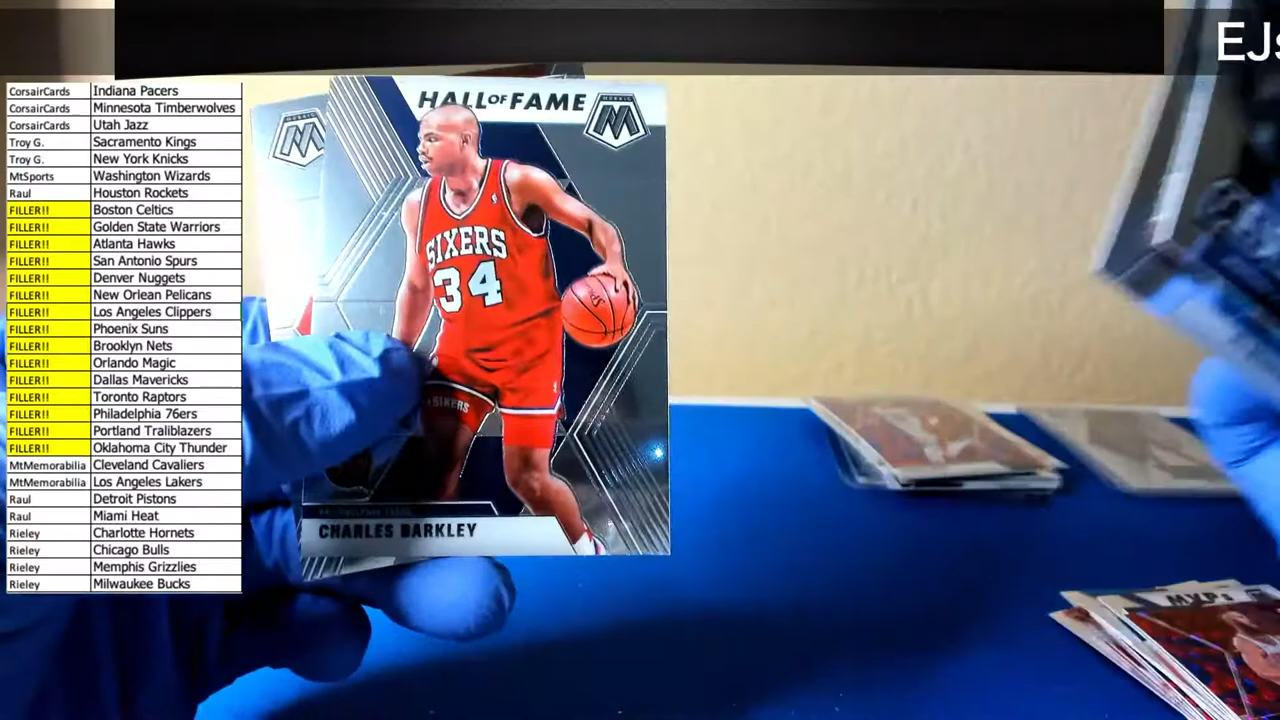 EJs
CorsairCards Indiana Pacers
CorsairCards Minnesota Timberwolves
CorsairCards Utah Jazz
Troy G. Sacramento Kings
Troy G. New York Knicks
MtSports Washington Wizards
Raul Houston Rockets
FILLER!! Boston Celtics
FILLER!! Golden State Warriors
FILLER!! Atlanta Hawks
FILLER!! San Antonio Spurs
FILLER!! Denver Nuggets
FILLER!! New Orlean Pelicans
FILLER!! Los Angeles Clippers
FILLER!! Phoenix Suns
FILLER!! Brooklyn Nets
FILLER!! Orlando Magic
FILLER!! Dallas Mavericks
FILLER!! Toronto Raptors
FILLER!! Philadelphia 76ers
FILLER!! Portland Traliblazers
FILLER!! Oklahoma City Thunder
MtMemorabilia Cleveland Cavaliers
MtMemorabilia Los Angeles Lakers
Raul Detroit Pistons
Raul Miami Heat
Rieley Charlotte Hornets
Rieley Chicago Bulls
Rieley Memphis Grizzlies
Rieley Milwaukee Bucks
HALL OF FAME
MOSAIC
M
SIXERS
34
SIXERS
CHARLES BARKLEY
MVPs